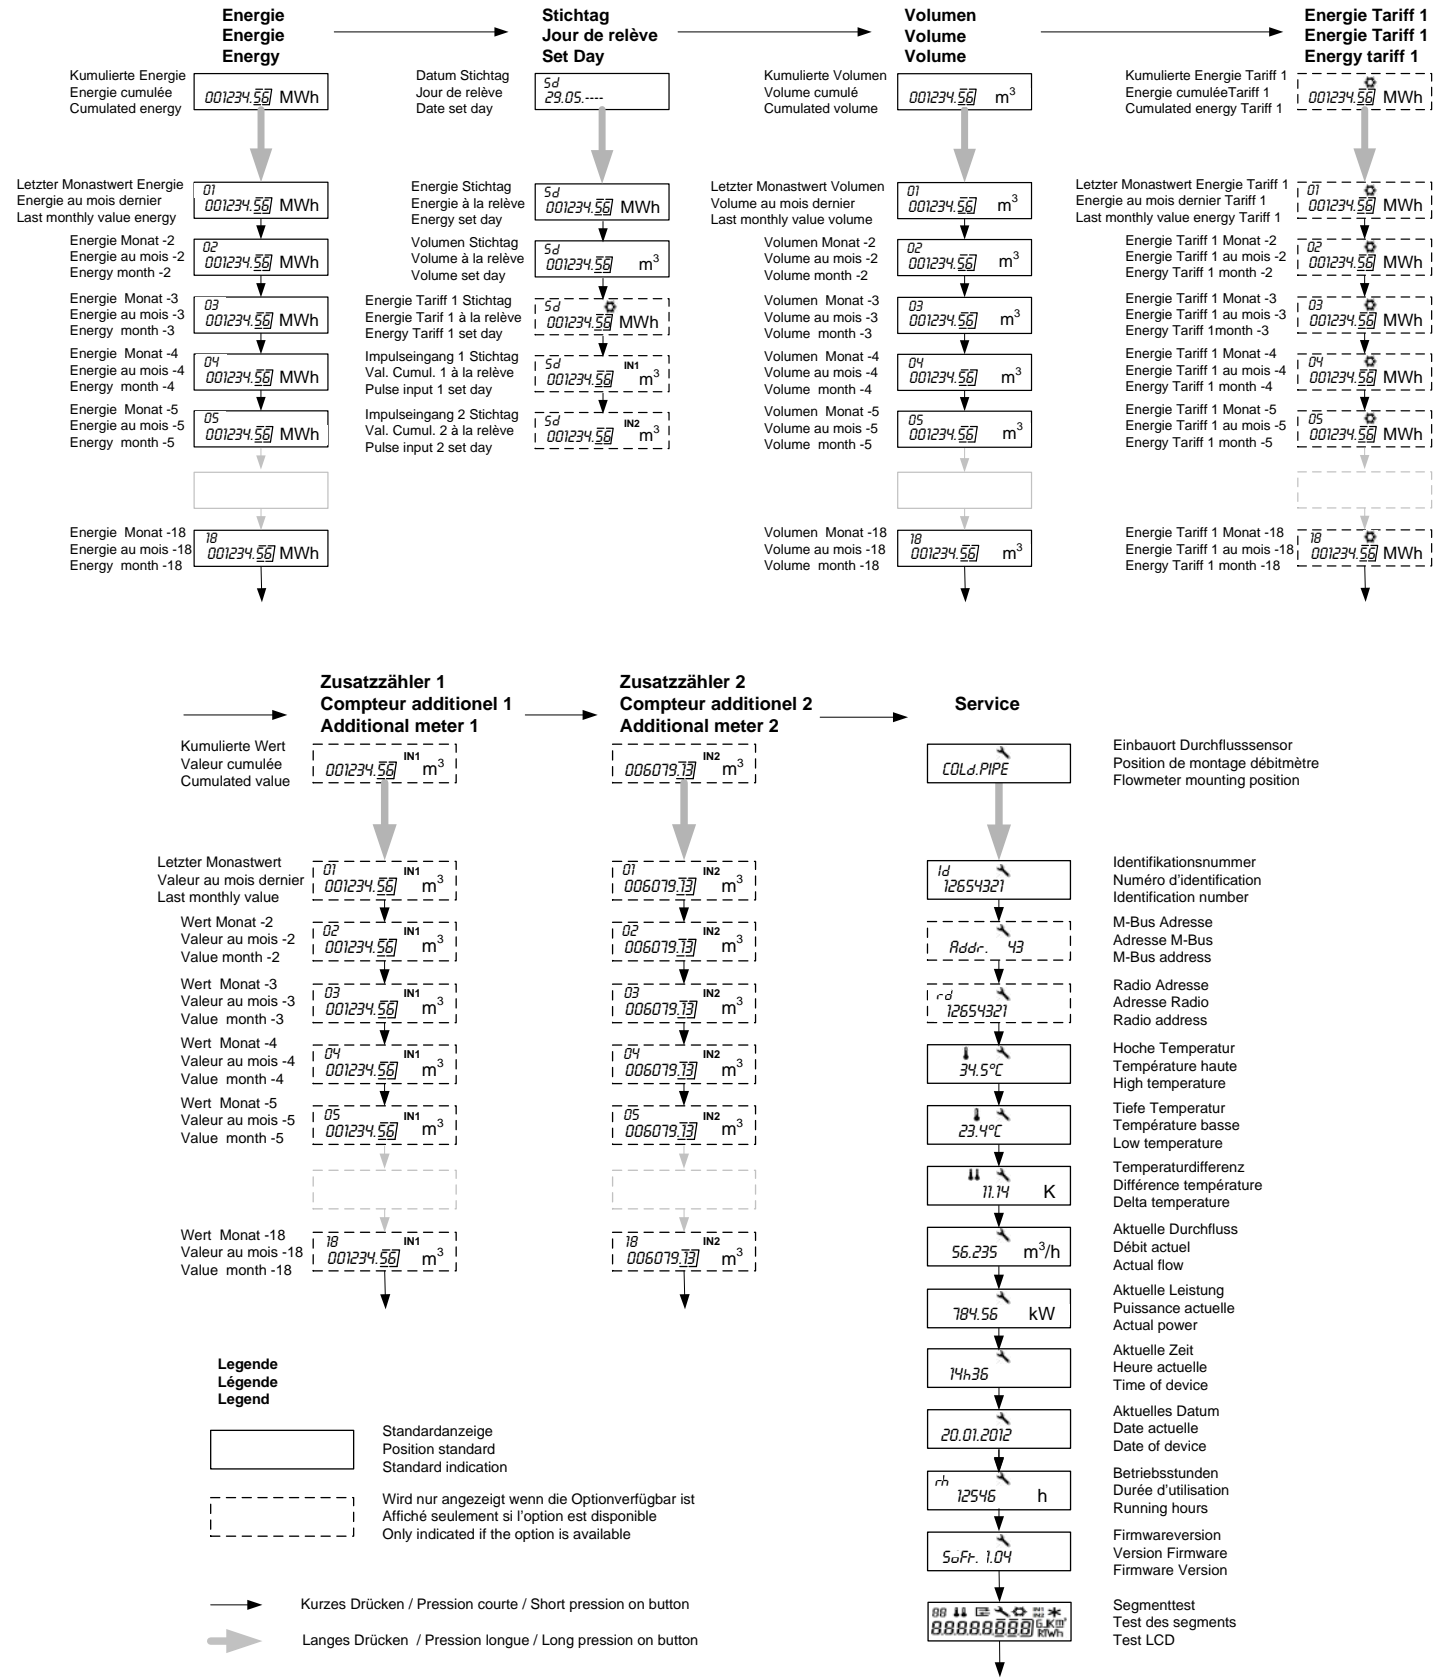 Energie
Energie
Energy
Kumulierte Energie
Energie cumulée
Cumulated energy
001234.56 MWh
Letzter Monastwert Energie
Energie au mois dernier
Last monthly value energy
01
001234.56 MWh
Energie Monat -2
Energie au mois -2
Energy month -2
02
001234.56 MWh
Energie Monat -3
Energie au mois -3
Energy month -3
03
001234.56 MWh
Energie Monat -4
Energie au mois -4
Energy month -4
04
001234.56 MWh
Energie Monat -5
Energie au mois -5
Energy month -5
05
001234.56 MWh
Energie Monat -18
Energie au mois -18
Energy month -18
18
001234.56 MWh
Stichtag
Jour de relève
Set Day
Datum Stichtag
Jour de relève
Date set day
Sd
29.05.----
Energie Stichtag
Energie à la relève
Energy set day
Sd
001234.56 MWh
Volumen Stichtag
Volume à la relève
Volume set day
Sd
001234.56 m³
Energie Tariff 1 Stichtag
Energie Tarif 1 à la relève
Energy Tariff 1 set day
Sd
001234.56 MWh
Impulseingang 1 Stichtag
Val. Cumul. 1 à la relève
Pulse input 1 set day
Sd IN1
001234.56 m³
Impulseingang 2 Stichtag
Val. Cumul. 2 à la relève
Pulse input 2 set day
Sd IN2
001234.56 m³
Volumen
Volume
Volume
Kumulierte Volumen
Volume cumulé
Cumulated volume
001234.56 m³
Letzter Monastwert Volumen
Volume au mois dernier
Last monthly value volume
01
001234.56 m³
Volumen Monat -2
Volume au mois -2
Volume month -2
02
001234.56 m³
Volumen Monat -3
Volume au mois -3
Volume month -3
03
001234.56 m³
Volumen Monat -4
Volume au mois -4
Volume month -4
04
001234.56 m³
Volumen Monat -5
Volume au mois -5
Volume month -5
05
001234.56 m³
Volumen Monat -18
Volume au mois -18
Volume month -18
18
001234.56 m³
Energie Tariff 1
Energie Tariff 1
Energy tariff 1
Kumulierte Energie Tariff 1
Energie cumuléeTariff 1
Cumulated energy Tariff 1
001234.56 MWh
Letzter Monastwert Energie Tariff 1
Energie au mois dernier Tariff 1
Last monthly value energy Tariff 1
01
001234.56 MWh
Energie Tariff 1 Monat -2
Energie Tariff 1 au mois -2
Energy Tariff 1 month -2
02
001234.56 MWh
Energie Tariff 1 Monat -3
Energie Tariff 1 au mois -3
Energy Tariff 1month -3
03
001234.56 MWh
Energie Tariff 1 Monat -4
Energie Tariff 1 au mois -4
Energy Tariff 1 month -4
04
001234.56 MWh
Energie Tariff 1 Monat -5
Energie Tariff 1 au mois -5
Energy Tariff 1 month -5
05
001234.56 MWh
Energie Tariff 1 Monat -18
Energie Tariff 1 au mois -18
Energy Tariff 1 month -18
18
001234.56 MWh
Zusatzzähler 1
Compteur additionel 1
Additional meter 1
Kumulierte Wert
Valeur cumulée
Cumulated value
IN1
001234.56 m³
Letzter Monastwert
Valeur au mois dernier
Last monthly value
01 IN1
001234.56 m³
Wert Monat -2
Valeur au mois -2
Value month -2
02 IN1
001234.56 m³
Wert Monat -3
Valeur au mois -3
Value month -3
03 IN1
001234.56 m³
Wert Monat -4
Valeur au mois -4
Value month -4
04 IN1
001234.56 m³
Wert Monat -5
Valeur au mois -5
Value month -5
05 IN1
001234.56 m³
Wert Monat -18
Valeur au mois -18
Value month -18
18 IN1
001234.56 m³
Zusatzzähler 2
Compteur additionel 2
Additional meter 2
IN2
006079.73 m³
01 IN2
006079.73 m³
02 IN2
006079.73 m³
03 IN2
006079.73 m³
04 IN2
006079.73 m³
05 IN2
006079.73 m³
18 IN2
006079.73 m³
Service
COLd.PIPE
Einbauort Durchflusssensor
Position de montage débitmètre
Flowmeter mounting position
Id
12654321
Identifikationsnummer
Numéro d'identification
Identification number
Addr. 43
M-Bus Adresse
Adresse M-Bus
M-Bus address
rd
12654321
Radio Adresse
Adresse Radio
Radio address
34.5°C
Hoche Temperatur
Température haute
High temperature
23.4°C
Tiefe Temperatur
Température basse
Low temperature
11.14 K
Temperaturdifferenz
Différence température
Delta temperature
56.235 m³/h
Aktuelle Durchfluss
Débit actuel
Actual flow
784.56 kW
Aktuelle Leistung
Puissance actuelle
Actual power
14h36
Aktuelle Zeit
Heure actuelle
Time of device
20.01.2012
Aktuelles Datum
Date actuelle
Date of device
rh
12546 h
Betriebsstunden
Durée d'utilisation
Running hours
SoFt. 1.04
Firmwareversion
Version Firmware
Firmware Version
88 IN1 IN2
88888888
Segmenttest
Test des segments
Test LCD
Legende
Légende
Legend
Standardanzeige
Position standard
Standard indication
Wird nur angezeigt wenn die Optionverfügbar ist
Affiché seulement si l'option est disponible
Only indicated if the option is available
Kurzes Drücken / Pression courte / Short pression on button
Langes Drücken / Pression longue / Long pression on button